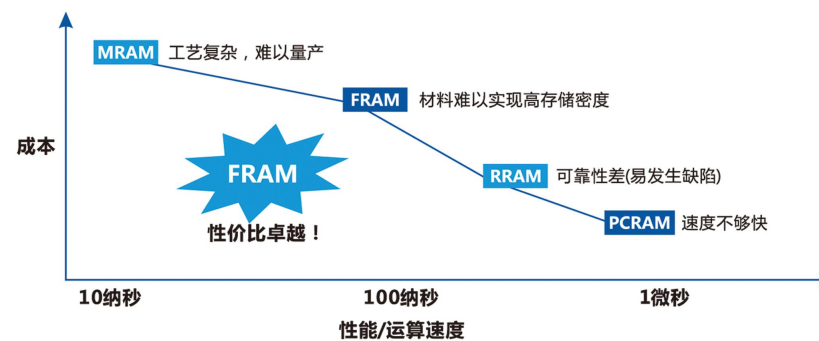 MRAM 工艺复杂，难以量产
FRAM 材料难以实现高存储密度
成本
FRAM
RRAM 可靠性差(易发生缺陷)
性价比卓越！
PCRAM 速度不够快
10纳秒 100纳秒 1微秒
性能/运算速度